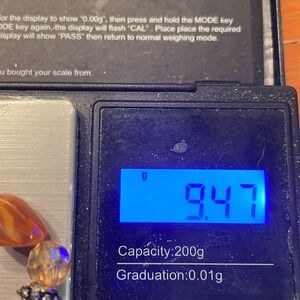 for the display to show "0.00g", then press and hold the MODE key
ODE key again,-the display will flash "CAL" . Place place the required
isplay will show "PASS" then return to normal weighing mode.
u bought your scale from.
g
9.47
Capacity:200g
Graduation:0.01g